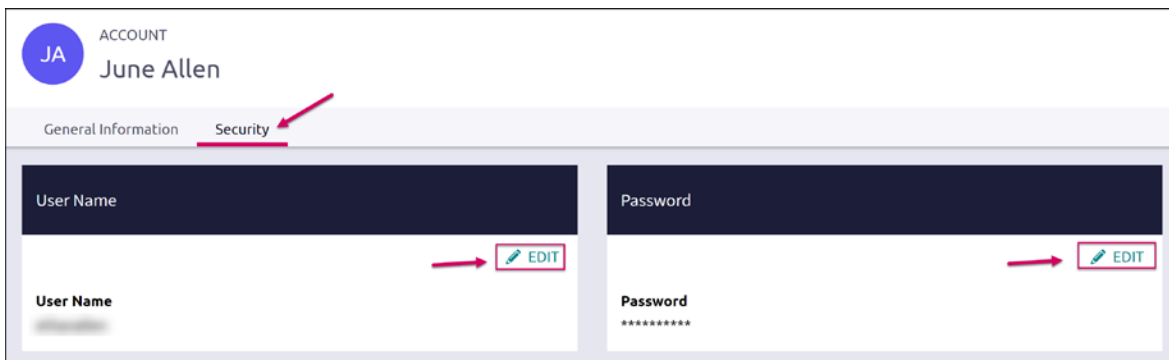 JA
ACCOUNT
June Allen
General Information
Security
User Name
EDIT
User Name
Password
EDIT
Password
**********